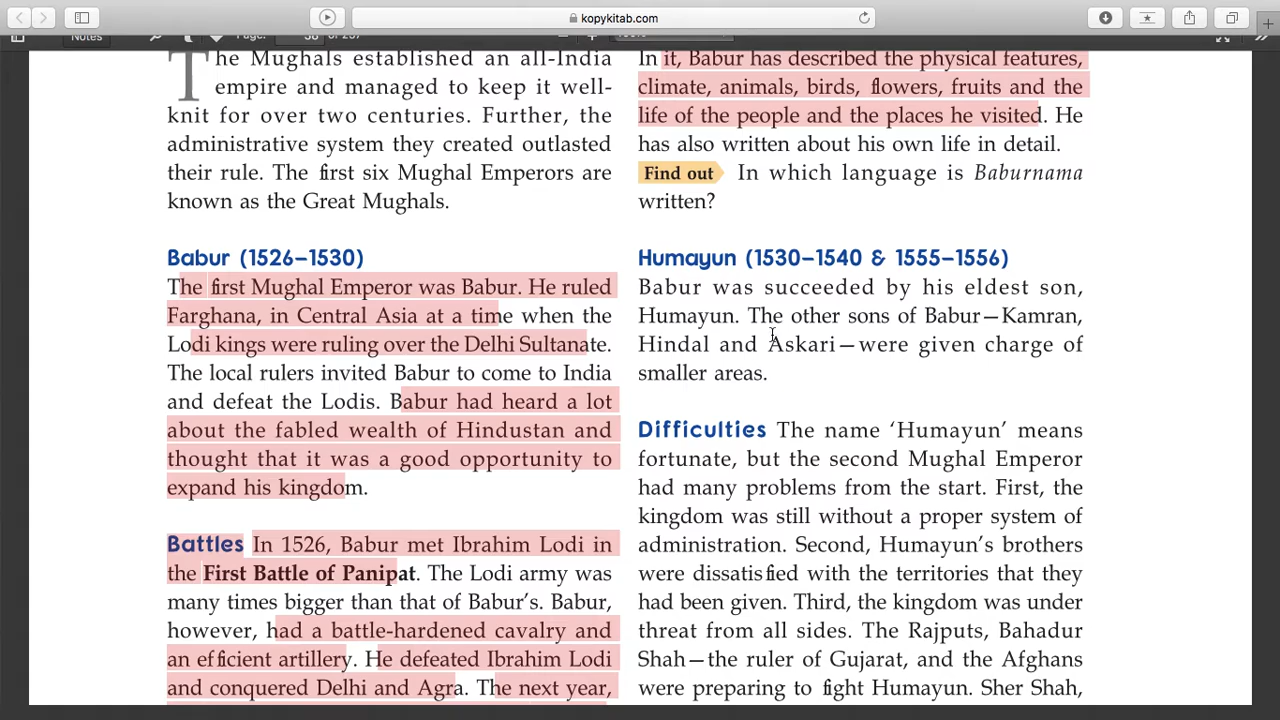 kopykitab.com
Notes
Page:
38 of 237
The Mughals established an all-India
empire and managed to keep it well-
knit for over two centuries. Further, the
administrative system they created outlasted
their rule. The first six Mughal Emperors are
known as the Great Mughals.
Babur (1526–1530)
The first Mughal Emperor was Babur. He ruled
Farghana, in Central Asia at a time when the
Lodi kings were ruling over the Delhi Sultanate.
The local rulers invited Babur to come to India
and defeat the Lodis. Babur had heard a lot
about the fabled wealth of Hindustan and
thought that it was a good opportunity to
expand his kingdom.
Battles In 1526, Babur met Ibrahim Lodi in
the First Battle of Panipat. The Lodi army was
many times bigger than that of Babur's. Babur,
however, had a battle-hardened cavalry and
an efficient artillery. He defeated Ibrahim Lodi
and conquered Delhi and Agra. The next year,
In it, Babur has described the physical features,
climate, animals, birds, flowers, fruits and the
life of the people and the places he visited. He
has also written about his own life in detail.
Find out In which language is Baburnama
written?
Humayun (1530–1540 & 1555–1556)
Babur was succeeded by his eldest son,
Humayun. The other sons of Babur—Kamran,
Hindal and Askari—were given charge of
smaller areas.
Difficulties The name ‘Humayun’ means
fortunate, but the second Mughal Emperor
had many problems from the start. First, the
kingdom was still without a proper system of
administration. Second, Humayun's brothers
were dissatisfied with the territories that they
had been given. Third, the kingdom was under
threat from all sides. The Rajputs, Bahadur
Shah—the ruler of Gujarat, and the Afghans
were preparing to fight Humayun. Sher Shah,